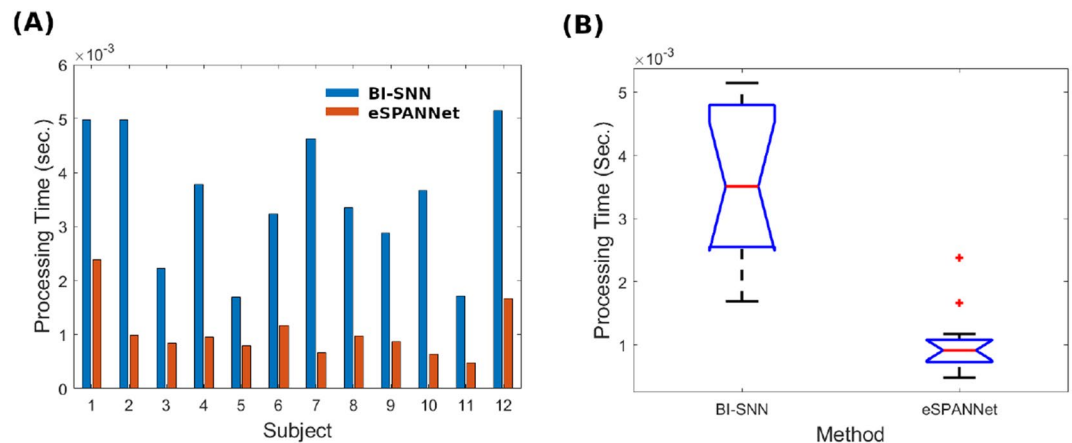 (A)
×10⁻³
6
5
4
3
2
1
0
Processing Time (sec.)
BI-SNN
eSPANNet
1 2 3 4 5 6 7 8 9 10 11 12
Subject
(B)
×10⁻³
5
4
3
2
1
Processing Time (Sec.)
BI-SNN eSPANNet
Method